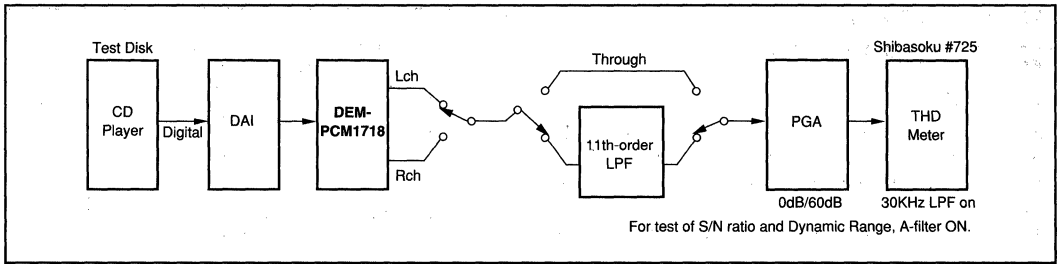 Test Disk
CD
Player
Digital
DAI
DEM-
PCM1718
Lch
Rch
Through
11th-order
LPF
PGA
0dB/60dB
Shibasoku #725
THD
Meter
30KHz LPF on
For test of S/N ratio and Dynamic Range, A-filter ON.